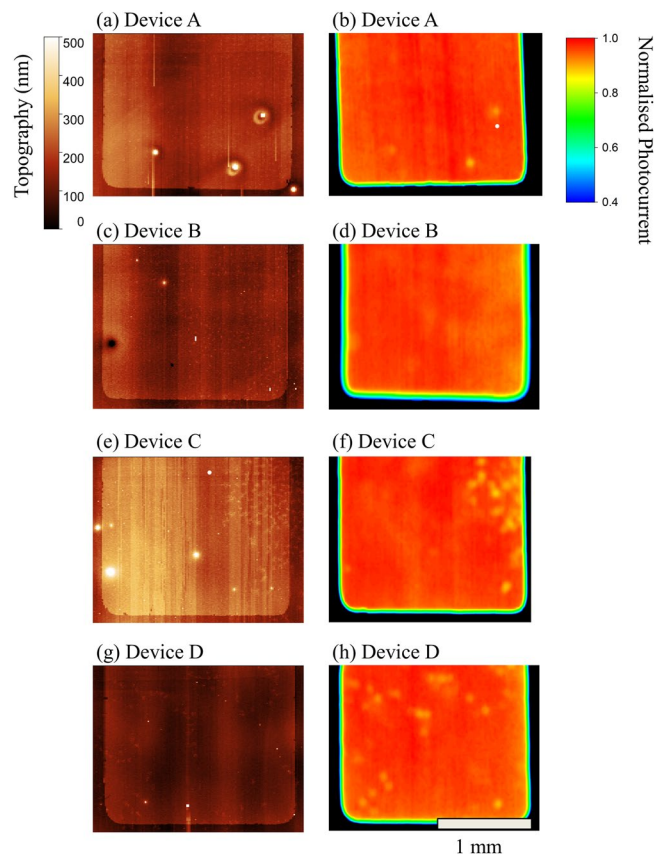 (a) Device A
(b) Device A
500
400
300
200
100
0
Topography (nm)
1.0
0.8
0.6
0.4
Normalised Photocurrent
(c) Device B
(d) Device B
(e) Device C
(f) Device C
(g) Device D
(h) Device D
1 mm